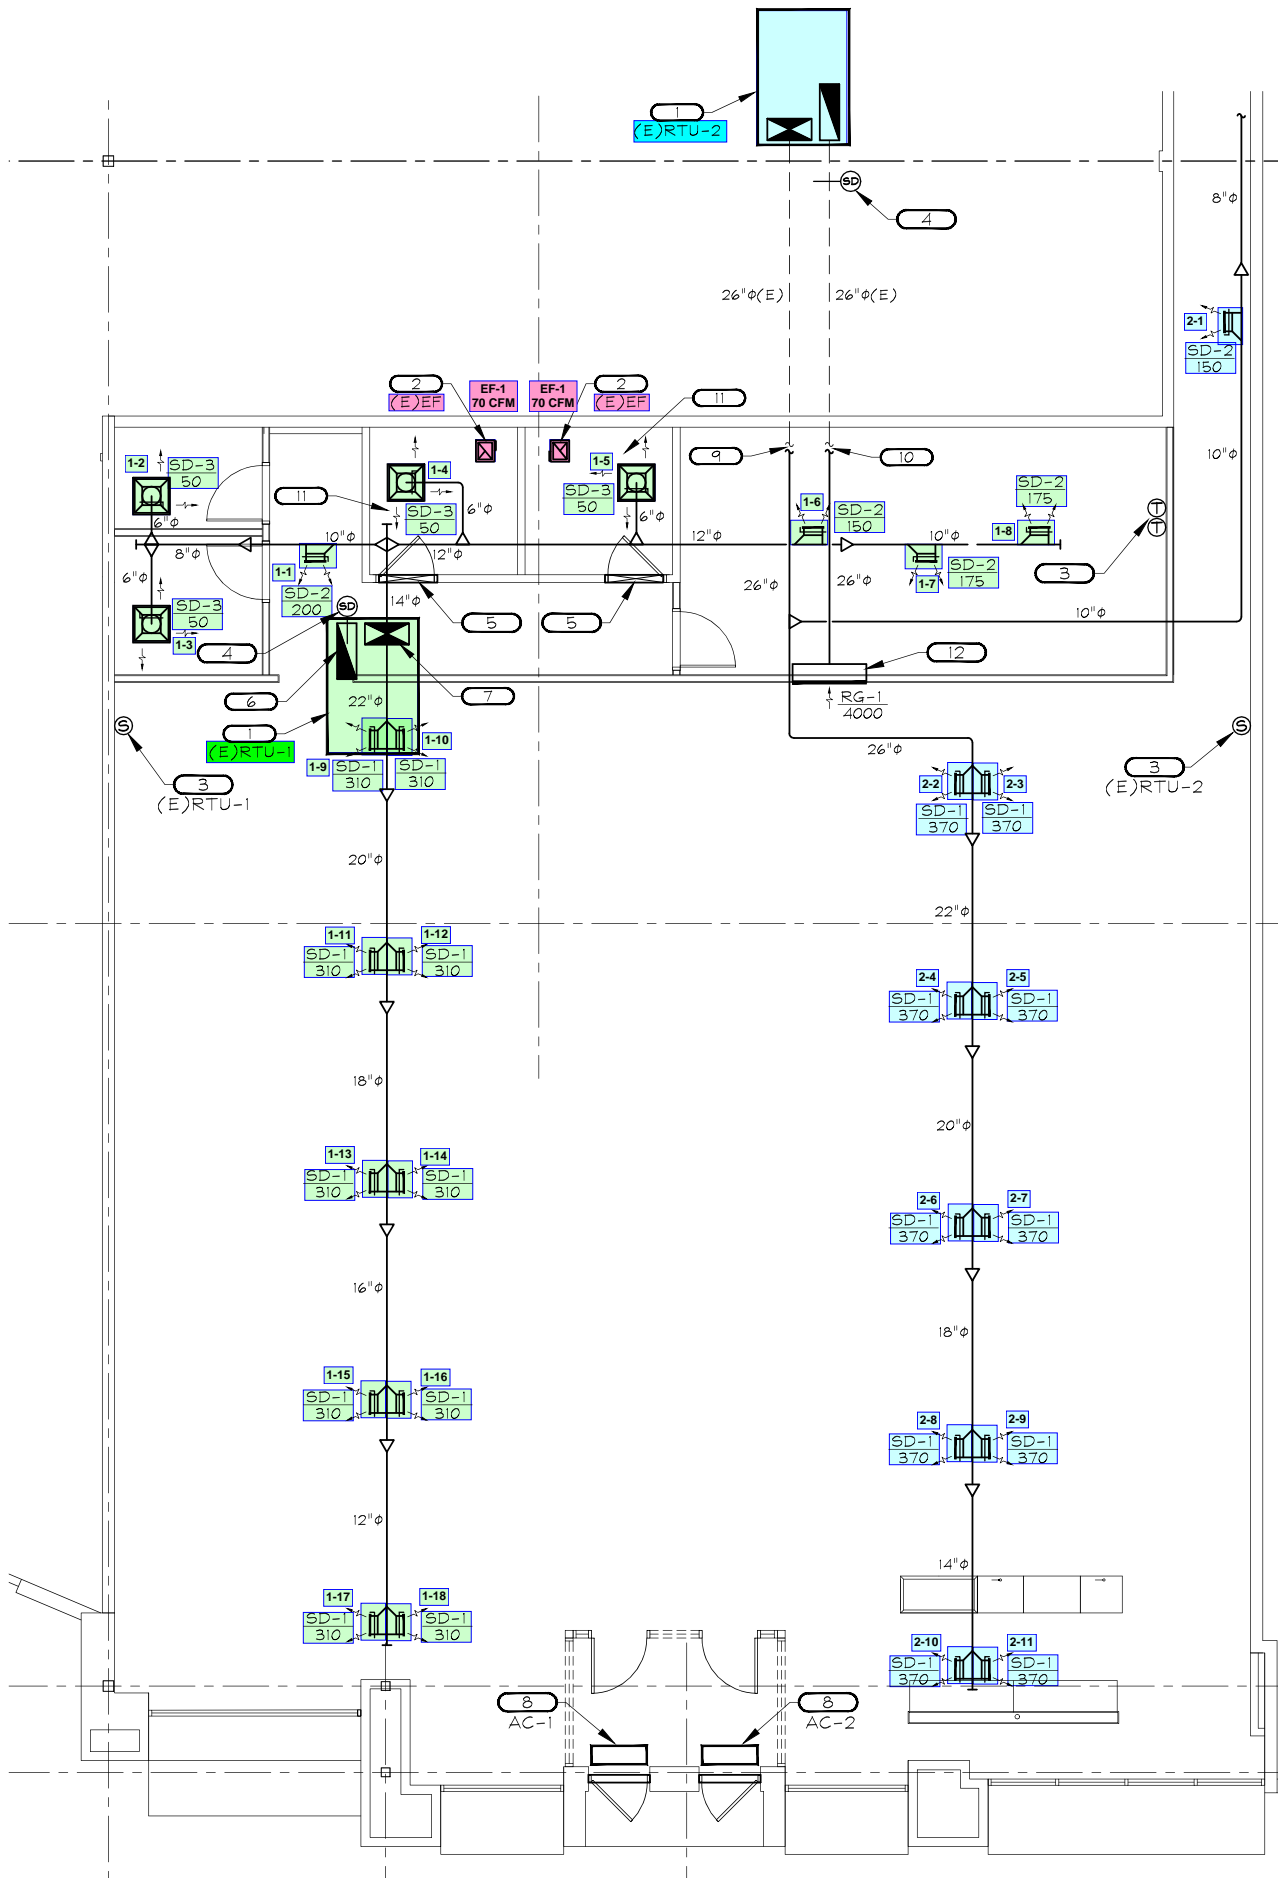 1
(E)RTU-2
SD
4
8"φ
26"φ(E)
26"φ(E)
2-1
SD-2
150
2
(E)EF
EF-1
70 CFM
EF-1
70 CFM
2
(E)EF
11
9
10
10"φ
1-2
SD-3
50
1-4
1-5
SD-3
50
11
6"φ
SD-3
50
6"φ
6"φ
1-6
SD-2
150
SD-2
175
1-8
T
T
8"φ
10"φ
12"φ
12"φ
10"φ
1-1
SD-2
200
6"φ
14"φ
26"φ
26"φ
1-7
SD-2
175
3
SD-3
50
1-3
SD
4
5
5
10"φ
12
6
22"φ
7
RG-1
4000
1
(E)RTU-1
S
3
(E)RTU-1
1-9
1-10
SD-1
310
SD-1
310
26"φ
S
3
(E)RTU-2
2-2
2-3
SD-1
370
SD-1
370
20"φ
22"φ
1-11
1-12
SD-1
310
SD-1
310
2-4
2-5
SD-1
370
SD-1
370
18"φ
20"φ
1-13
1-14
SD-1
310
SD-1
310
2-6
2-7
SD-1
370
SD-1
370
16"φ
18"φ
1-15
1-16
SD-1
310
SD-1
310
2-8
2-9
SD-1
370
SD-1
370
12"φ
14"φ
1-17
1-18
SD-1
310
SD-1
310
2-10
2-11
SD-1
370
SD-1
370
8
AC-1
8
AC-2